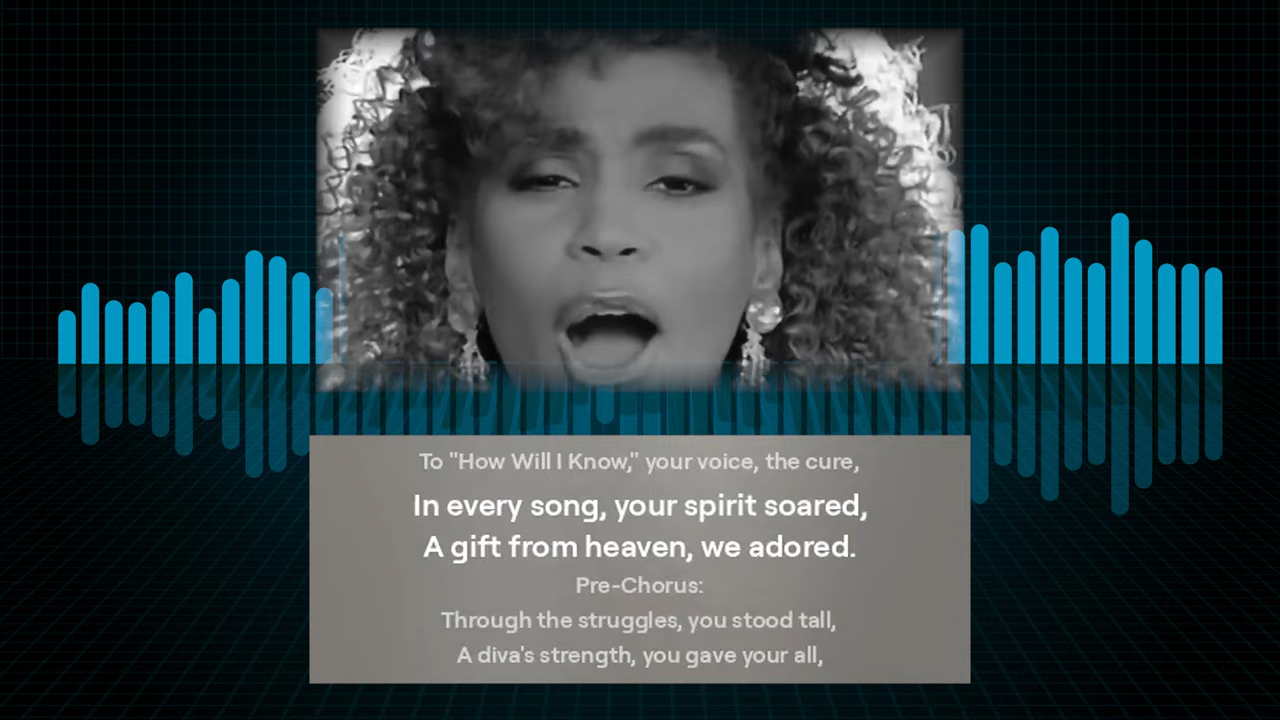 To "How Will I Know," your voice, the cure,
In every song, your spirit soared,
A gift from heaven, we adored.
Pre-Chorus:
Through the struggles, you stood tall,
A diva's strength, you gave your all,